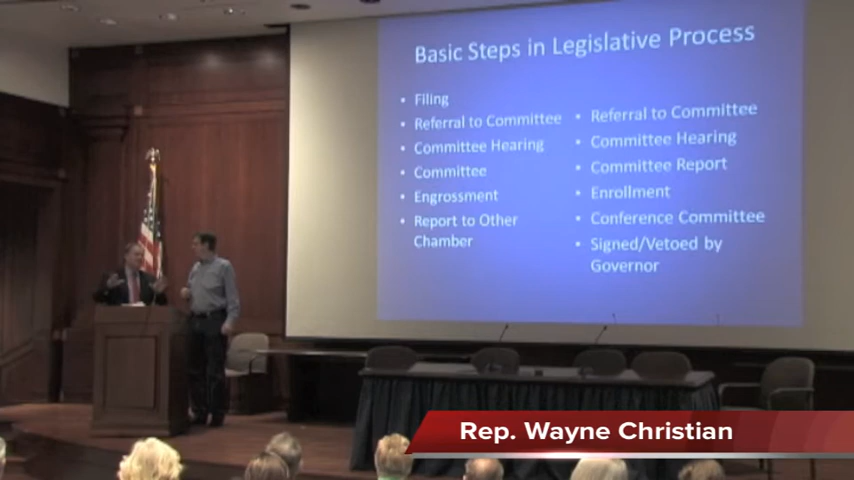 Basic Steps in Legislative Process
• Filing
• Referral to Committee
• Committee Hearing
• Committee
• Engrossment
• Report to Other
Chamber
• Referral to Committee
• Committee Hearing
• Committee Report
• Enrollment
• Conference Committee
• Signed/Vetoed by
Governor
Rep. Wayne Christian